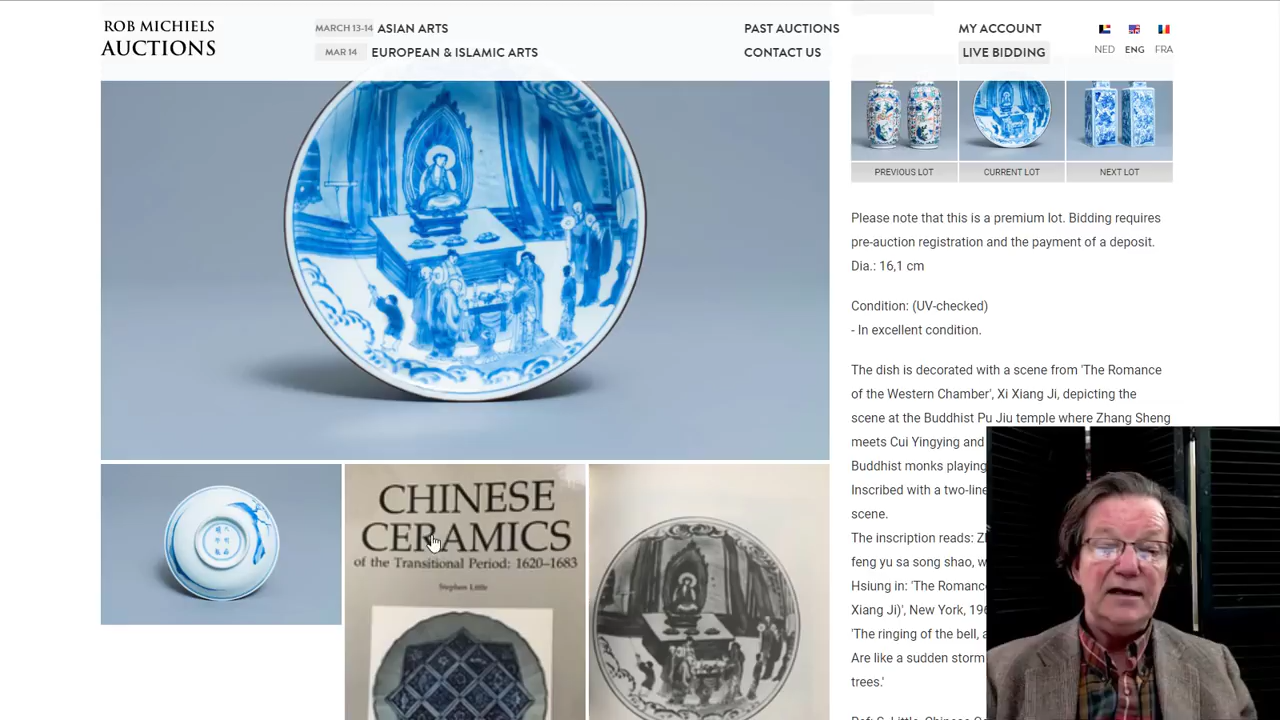 ROB MICHIELS
AUCTIONS
MARCH 13-14 ASIAN ARTS
MAR 14 EUROPEAN & ISLAMIC ARTS
PAST AUCTIONS
CONTACT US
MY ACCOUNT
LIVE BIDDING
NED ENG FRA
PREVIOUS LOT
CURRENT LOT
NEXT LOT
Please note that this is a premium lot. Bidding requires
pre-auction registration and the payment of a deposit.
Dia.: 16,1 cm
Condition: (UV-checked)
- In excellent condition.
The dish is decorated with a scene from 'The Romance
of the Western Chamber', Xi Xiang Ji, depicting the
scene at the Buddhist Pu Jiu temple where Zhang Sheng
meets Cui Yingying and
Buddhist monks playing
Inscribed with a two-line
scene.
The inscription reads:
feng yu sa song shao,
Hsiung in: 'The Romance
Xiang Ji)', New York,
'The ringing of the bell,
Are like a sudden storm
trees.'
CHINESE
CERAMICS
of the Transitional Period: 1620–1683
Stephen Little